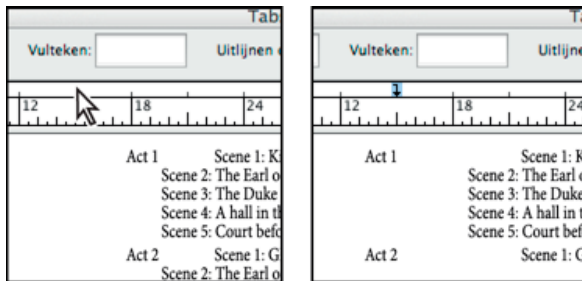 Tab
Vulteken: Uitlijnen
12 18 24
Act 1 Scene 1: K
Scene 2: The Earl o
Scene 3: The Duke
Scene 4: A hall in th
Scene 5: Court befo
Act 2 Scene 1: G
Scene 2: The Earl o
Ta
Vulteken: Uitlijne
12 18 24
Act 1 Scene 1: K
Scene 2: The Earl
Scene 3: The Duke
Scene 4: A hall in t
Scene 5: Court bef
Act 2 Scene 1: G